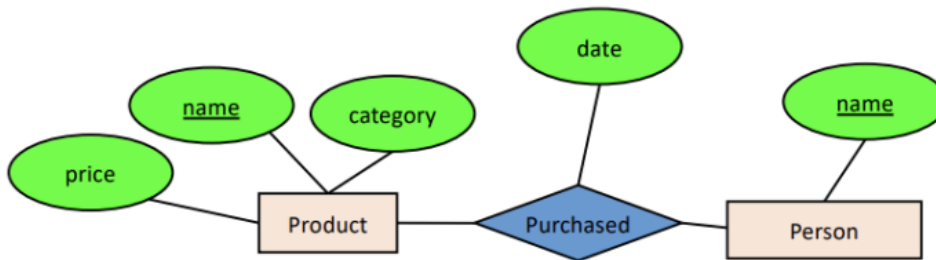 date
name
name
category
price
Product
Purchased
Person